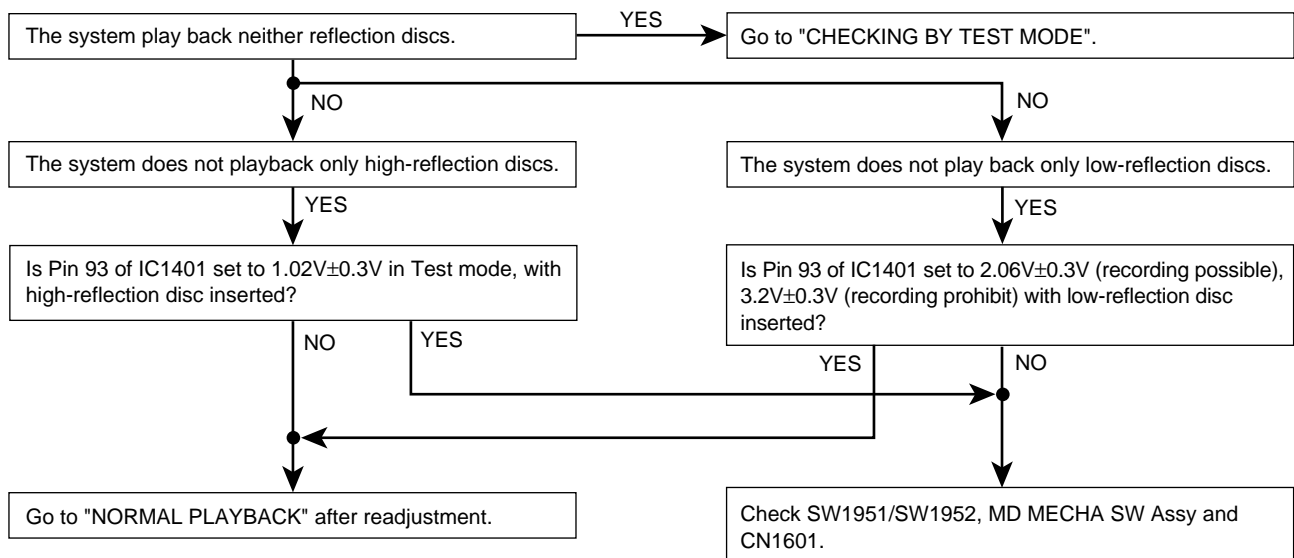 The system play back neither reflection discs.
YES
Go to "CHECKING BY TEST MODE".
NO
NO
The system does not playback only high-reflection discs.
The system does not play back only low-reflection discs.
YES
YES
Is Pin 93 of IC1401 set to 1.02V±0.3V in Test mode, with
high-reflection disc inserted?
Is Pin 93 of IC1401 set to 2.06V±0.3V (recording possible),
3.2V±0.3V (recording prohibit) with low-reflection disc
inserted?
NO
YES
YES
NO
Go to "NORMAL PLAYBACK" after readjustment.
Check SW1951/SW1952, MD MECHA SW Assy and
CN1601.